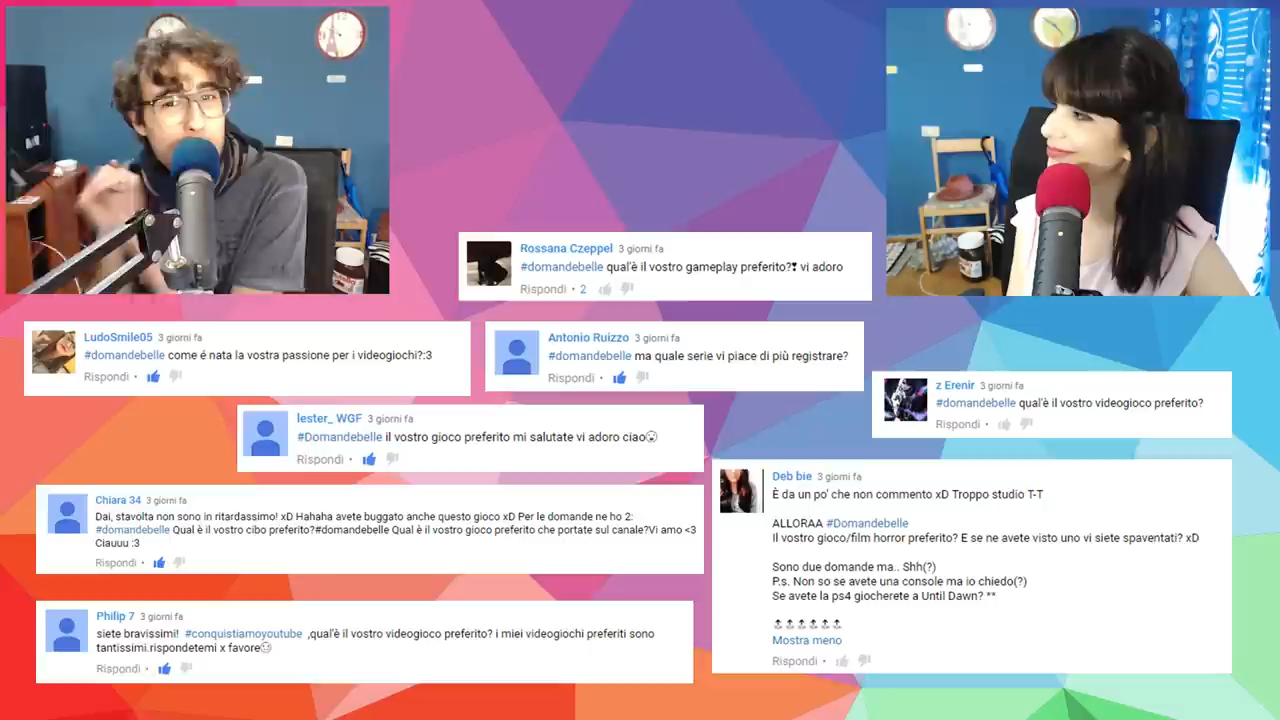 Rossana Czeppel 3 giorni fa
#domandebelle qual'è il vostro gameplay preferito?❣ vi adoro
Rispondi • 2
LudoSmile05 3 giorni fa
#domandebelle come é nata la vostra passione per i videogiochi?:3
Rispondi •
Antonio Ruizzo 3 giorni fa
#domandebelle ma quale serie vi piace di più registrare?
Rispondi •
z Erenir 3 giorni fa
#domandebelle qual'è il vostro videogioco preferito?
Rispondi •
lester_ WGF 3 giorni fa
#Domandebelle il vostro gioco preferito mi salutate vi adoro ciao
Rispondi •
Chiara 34 3 giorni fa
Dai, stavolta non sono in ritardassimo! xD Hahaha avete buggato anche questo gioco xD Per le domande ne ho 2:
#domandebelle Qual è il vostro cibo preferito?#domandebelle Qual è il vostro gioco preferito che portate sul canale?Vi amo <3
Ciauuu :3
Rispondi •
Deb bie 3 giorni fa
È da un po' che non commento xD Troppo studio T-T
ALLORAA #Domandebelle
Il vostro gioco/film horror preferito? E se ne avete visto uno vi siete spaventati? xD
Sono due domande ma.. Shh(?)
P.s. Non so se avete una console ma io chiedo(?)
Se avete la ps4 giocherete a Until Dawn? **
Mostra meno
Rispondi •
Philip 7 3 giorni fa
siete bravissimi! #conquistiamoyoutube ,qual'è il vostro videogioco preferito? i miei videogiochi preferiti sono
tantissimi.rispondetemi x favore
Rispondi •